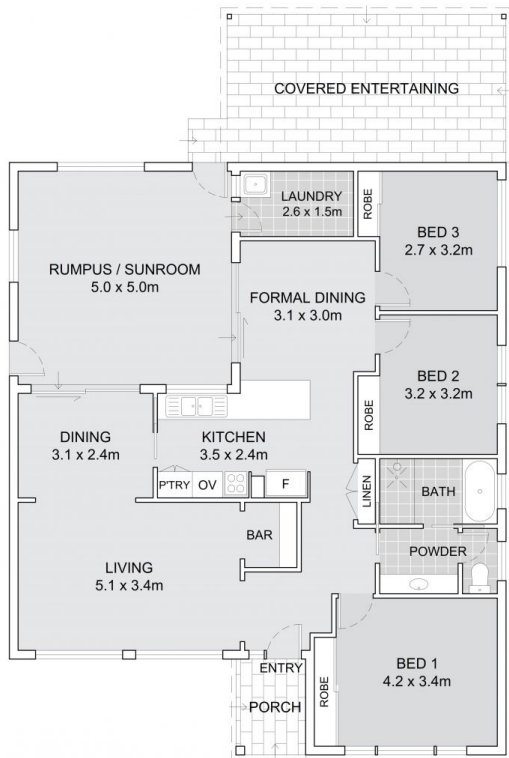 COVERED ENTERTAINING
LAUNDRY
2.6 x 1.5m
ROBE
BED 3
2.7 x 3.2m
RUMPUS / SUNROOM
5.0 x 5.0m
FORMAL DINING
3.1 x 3.0m
BED 2
3.2 x 3.2m
ROBE
DINING
3.1 x 2.4m
KITCHEN
3.5 x 2.4m
P'TRY
OV
F
LINEN
BATH
BAR
POWDER
LIVING
5.1 x 3.4m
ENTRY
PORCH
ROBE
BED 1
4.2 x 3.4m